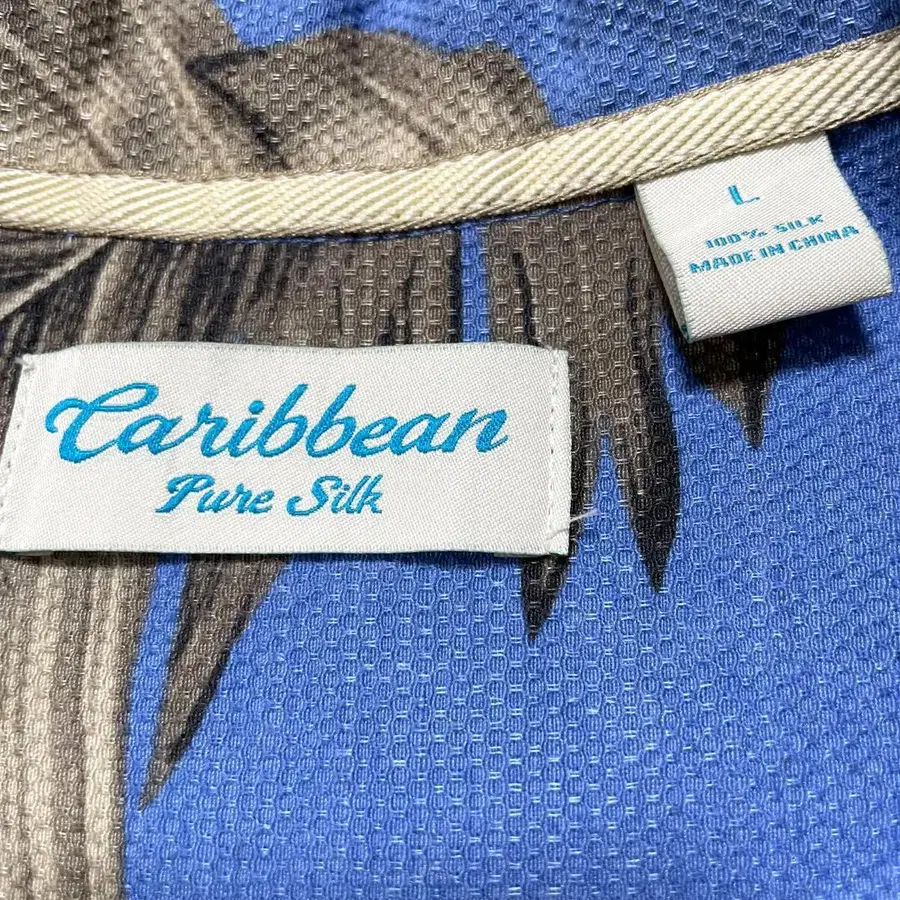 L
100% SILK
MADE IN CHINA
Caribbean
Pure Silk